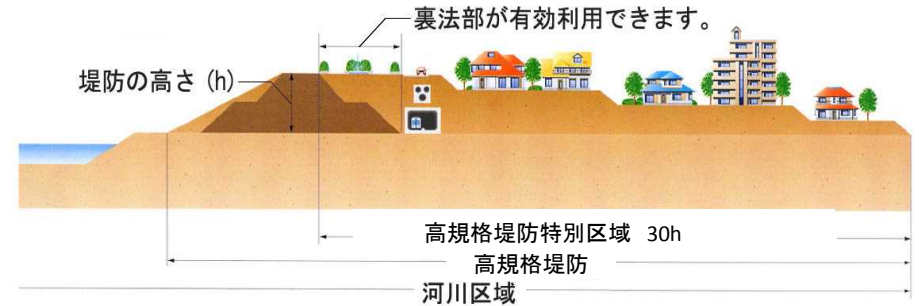 裏法部が有効利用できます。
堤防の高さ (h)
高規格堤防特別区域 30h
高規格堤防
河川区域